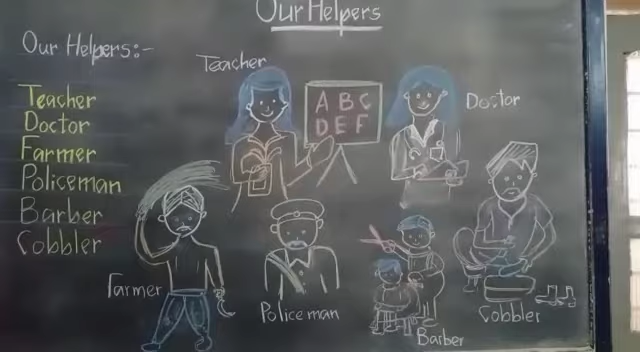 Our Helpers
Our Helpers:-
Teacher
Doctor
Farmer
Policeman
Barber
Cobbler
Teacher
A B C
D E F
Doctor
Farmer
Policeman
Barber
Cobbler